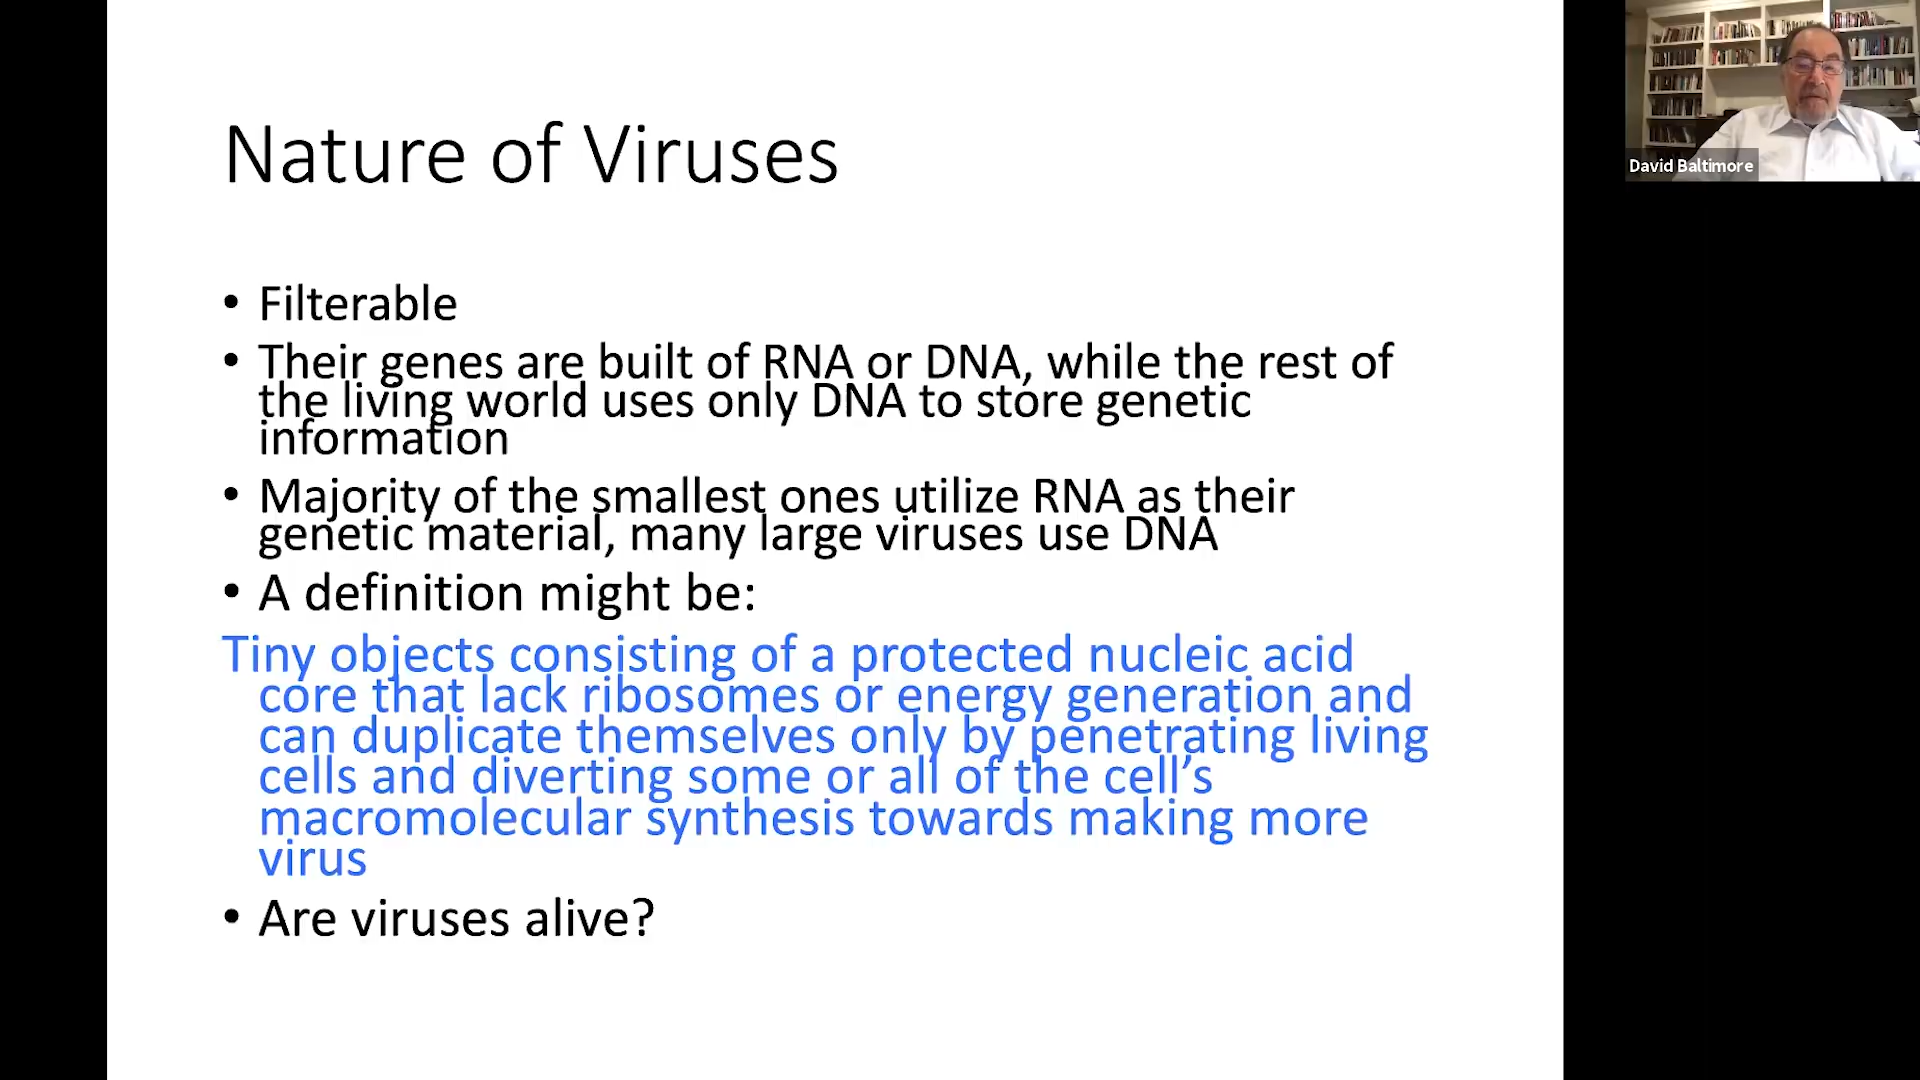 Nature of Viruses
David Baltimore
• Filterable
• Their genes are built of RNA or DNA, while the rest of
the living world uses only DNA to store genetic
information
• Majority of the smallest ones utilize RNA as their
genetic material, many large viruses use DNA
• A definition might be:
Tiny objects consisting of a protected nucleic acid
core that lack ribosomes or energy generation and
can duplicate themselves only by penetrating living
cells and diverting some or all of the cell’s
macromolecular synthesis towards making more
virus
• Are viruses alive?